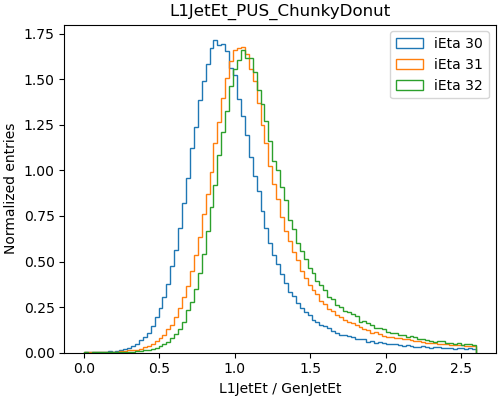 L1JetEt_PUS_ChunkyDonut
iEta 30
iEta 31
iEta 32
Normalized entries
1.75
1.50
1.25
1.00
0.75
0.50
0.25
0.00
0.0 0.5 1.0 1.5 2.0 2.5
L1JetEt / GenJetEt